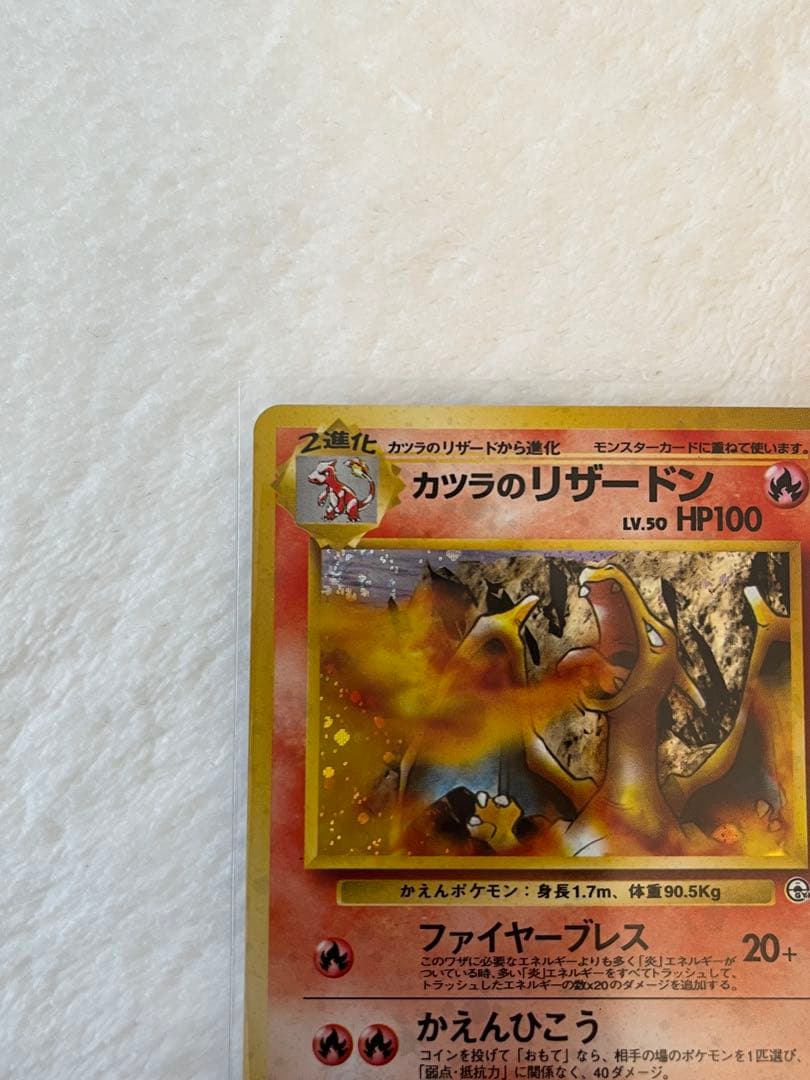 2進化 カツラのリザードから進化 モンスターカードに重ねて使います。
カツラのリザードン
LV.50 HP100
かえんポケモン：身長1.7m、体重90.5Kg
ファイヤーブレス 20+
このワザに必要なエネルギーよりも多く「炎」エネルギーが
ついている時、多い「炎」エネルギーをすべてトラッシュして、
トラッシュしたエネルギーの数x20のダメージを追加する。
かえんひこう
コインを投げて「おもて」なら、相手の場のポケモンを1匹選び、
「弱点・抵抗力」に関係なく、40ダメージ。